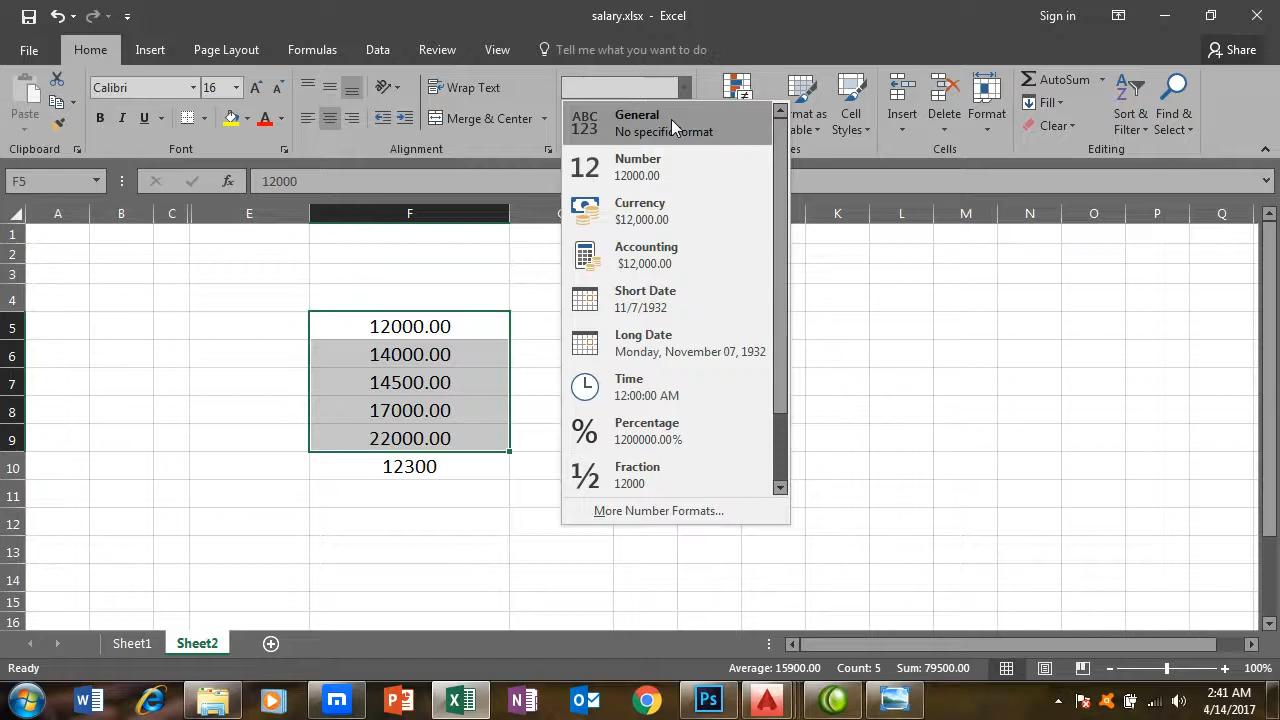 salary.xlsx - Excel
Sign in
File
Home
Insert
Page Layout
Formulas
Data
Review
View
Tell me what you want to do
Share
Paste
Clipboard
Calibri
16
B I U
Font
Wrap Text
Merge & Center
Alignment
Styles
Insert
Delete
Format
Cells
AutoSum
Fill
Clear
Sort &
Filter
Find &
Select
Editing
F5
fx
12000
A B C E F K L M N O P Q
1
2
3
4
5 12000.00
6 14000.00
7 14500.00
8 17000.00
9 22000.00
10 12300
11
12
13
14
15
16
ABC
123
General
No specific format
12
Number
12000.00
Currency
$12,000.00
Accounting
$12,000.00
Short Date
11/7/1932
Long Date
Monday, November 07, 1932
Time
12:00:00 AM
%
Percentage
1200000.00%
½
Fraction
12000
More Number Formats...
Sheet1
Sheet2
Ready
Average: 15900.00
Count: 5
Sum: 79500.00
100%
2:41 AM
4/14/2017